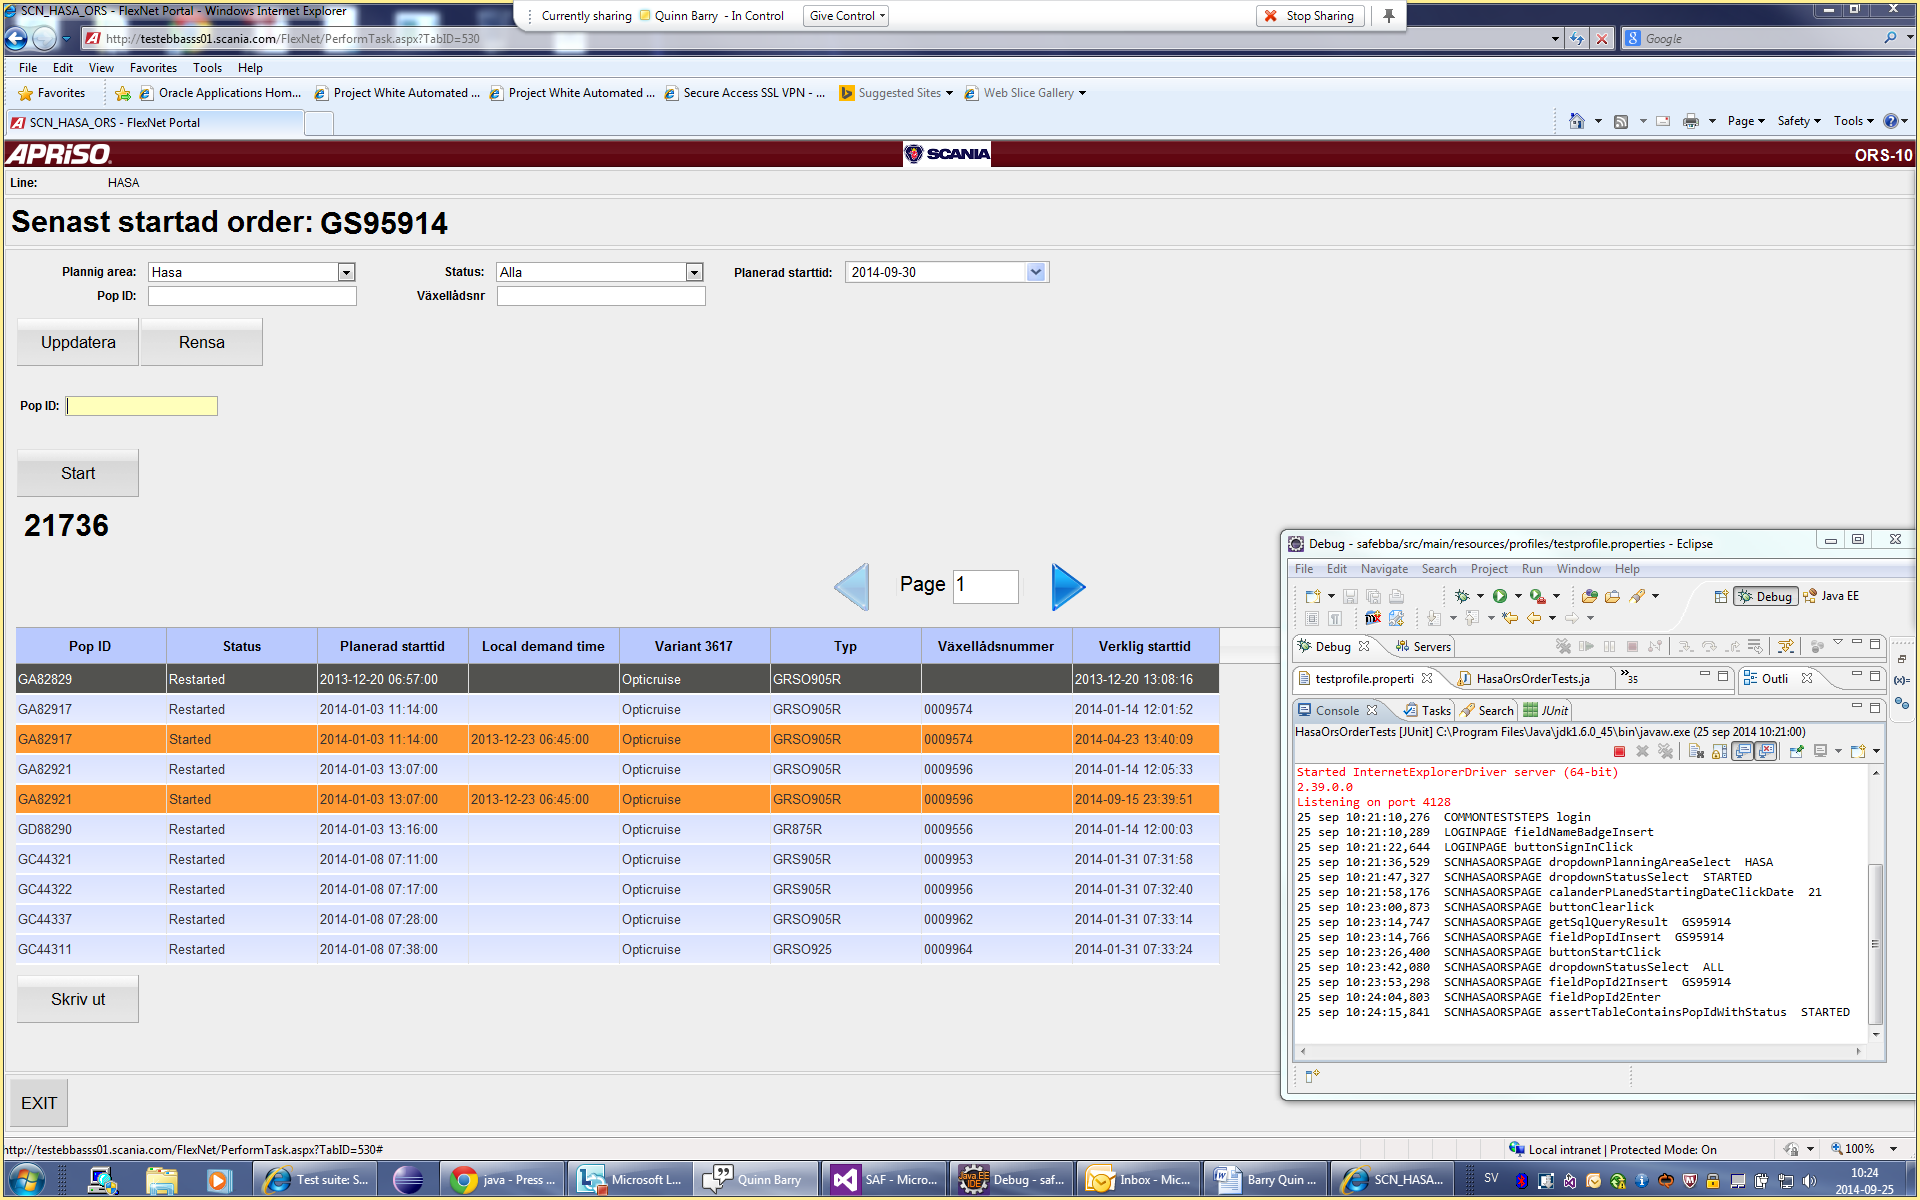 SCN_HASA_ORS - FlexNet Portal - Windows Internet Explorer
Currently sharing Quinn Barry - In Control Give Control Stop Sharing
http://testebbasss01.scania.com/FlexNet/PerformTask.aspx?TabID=530 Google
File Edit View Favorites Tools Help
Favorites Oracle Applications Hom... Project White Automated ... Project White Automated ... Secure Access SSL VPN - ... Suggested Sites Web Slice Gallery
SCN_HASA_ORS - FlexNet Portal Page Safety Tools
APRISO SCANIA ORS-10
Line: HASA
Senast startad order: GS95914
Plannig area: Hasa Status: Alla Planerad starttid: 2014-09-30
Pop ID: Växellådsnr
Uppdatera Rensa
Pop ID:
Start
21736
Page 1
Pop ID Status Planerad starttid Local demand time Variant 3617 Typ Växellådsnummer Verklig starttid
GA82829 Restarted 2013-12-20 06:57:00 Opticruise GRSO905R 2013-12-20 13:08:16
GA82917 Restarted 2014-01-03 11:14:00 Opticruise GRSO905R 0009574 2014-01-14 12:01:52
GA82917 Started 2014-01-03 11:14:00 2013-12-23 06:45:00 Opticruise GRSO905R 0009574 2014-04-23 13:40:09
GA82921 Restarted 2014-01-03 13:07:00 Opticruise GRSO905R 0009596 2014-01-14 12:05:33
GA82921 Started 2014-01-03 13:07:00 2013-12-23 06:45:00 Opticruise GRSO905R 0009596 2014-09-15 23:39:51
GD88290 Restarted 2014-01-03 13:16:00 Opticruise GR875R 0009556 2014-01-14 12:00:03
GC44321 Restarted 2014-01-08 07:11:00 Opticruise GRS905R 0009953 2014-01-31 07:31:58
GC44322 Restarted 2014-01-08 07:17:00 Opticruise GRS905R 0009956 2014-01-31 07:32:40
GC44337 Restarted 2014-01-08 07:28:00 Opticruise GRSO905R 0009962 2014-01-31 07:33:14
GC44311 Restarted 2014-01-08 07:38:00 Opticruise GRSO925 0009964 2014-01-31 07:33:24
Skriv ut
EXIT
Debug - safebba/src/main/resources/profiles/testprofile.properties - Eclipse
File Edit Navigate Search Project Run Window Help
Debug Java EE
Debug Servers
testprofile.properti HasaOrsOrderTests.ja »35 Outli
Console Tasks Search JUnit
HasaOrsOrderTests [JUnit] C:\Program Files\Java\jdk1.6.0_45\bin\javaw.exe (25 sep 2014 10:21:00)
Started InternetExplorerDriver server (64-bit)
2.39.0.0
Listening on port 4128
25 sep 10:21:10,276 COMMONTESTSTEPS login
25 sep 10:21:10,289 LOGINPAGE fieldNameBadgeInsert
25 sep 10:21:22,644 LOGINPAGE buttonSignInClick
25 sep 10:21:36,529 SCNHASAORSPAGE dropdownPlanningAreaSelect HASA
25 sep 10:21:47,327 SCNHASAORSPAGE dropdownStatusSelect STARTED
25 sep 10:21:58,176 SCNHASAORSPAGE calanderPLanedStartingDateClickDate 21
25 sep 10:23:00,873 SCNHASAORSPAGE buttonClearlick
25 sep 10:23:14,747 SCNHASAORSPAGE getSqlQueryResult GS95914
25 sep 10:23:14,766 SCNHASAORSPAGE fieldPopIdInsert GS95914
25 sep 10:23:26,400 SCNHASAORSPAGE buttonStartClick
25 sep 10:23:42,080 SCNHASAORSPAGE dropdownStatusSelect ALL
25 sep 10:23:53,298 SCNHASAORSPAGE fieldPopId2Insert GS95914
25 sep 10:24:04,803 SCNHASAORSPAGE fieldPopId2Enter
25 sep 10:24:15,841 SCNHASAORSPAGE assertTableContainsPopIdWithStatus STARTED
http://testebbasss01.scania.com/FlexNet/PerformTask.aspx?TabID=530# Local intranet | Protected Mode: On 100%
Test suite: S... java - Press ... Microsoft L... Quinn Barry SAF - Micro... Debug - saf... Inbox - Mic... Barry Quin ... SCN_HASA... SV 10:24
2014-09-25